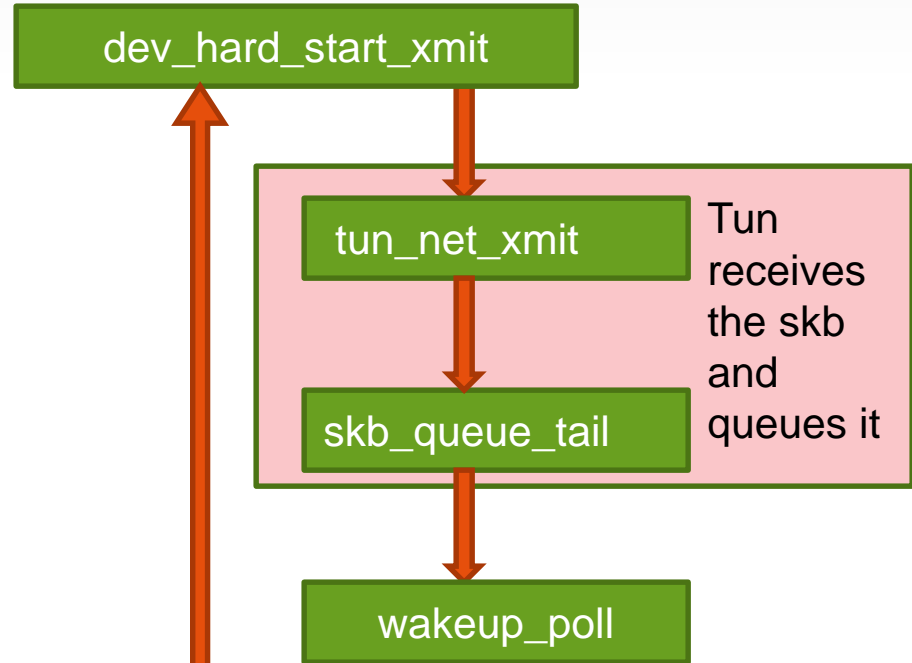 dev_hard_start_xmit
tun_net_xmit
Tun
receives
the skb
and
queues it
skb_queue_tail
wakeup_poll